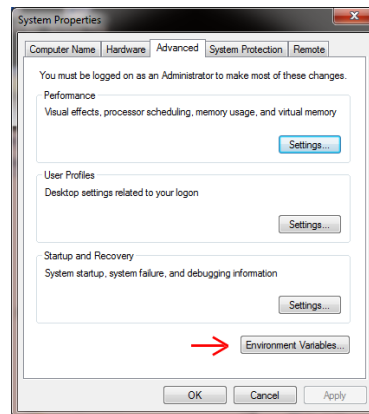 System Properties
Computer Name Hardware Advanced System Protection Remote
You must be logged on as an Administrator to make most of these changes.
Performance
Visual effects, processor scheduling, memory usage, and virtual memory
Settings...
User Profiles
Desktop settings related to your logon
Settings...
Startup and Recovery
System startup, system failure, and debugging information
Settings...
Environment Variables...
OK Cancel Apply